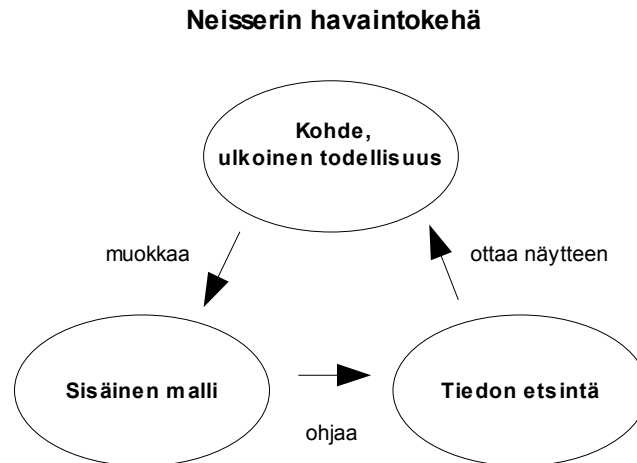 Neisserin havaintokehä
Kohde,
ulkoinen todellisuus
muokkaa
ottaa näytteen
Sisäinen malli
Tiedon etsintä
ohjaa